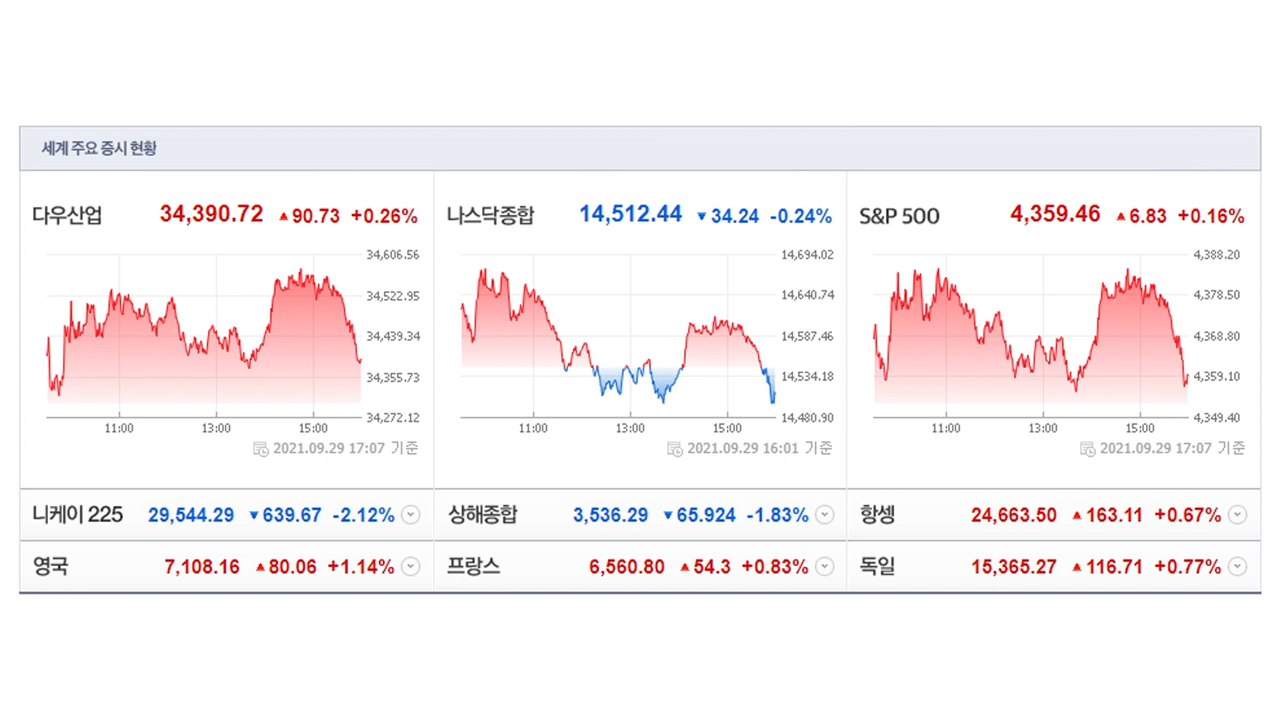 세계 주요 증시 현황
다우산업 34,390.72 ▲90.73 +0.26%
34,606.56
34,522.95
34,439.34
34,355.73
34,272.12
11:00 13:00 15:00
2021.09.29 17:07 기준
나스닥종합 14,512.44 ▼34.24 -0.24%
14,694.02
14,640.74
14,587.46
14,534.18
14,480.90
11:00 13:00 15:00
2021.09.29 16:01 기준
S&P 500 4,359.46 ▲6.83 +0.16%
4,388.20
4,378.50
4,368.80
4,359.10
4,349.40
11:00 13:00 15:00
2021.09.29 17:07 기준
니케이 225 29,544.29 ▼639.67 -2.12%
상해종합 3,536.29 ▼65.924 -1.83%
항셍 24,663.50 ▲163.11 +0.67%
영국 7,108.16 ▲80.06 +1.14%
프랑스 6,560.80 ▲54.3 +0.83%
독일 15,365.27 ▲116.71 +0.77%